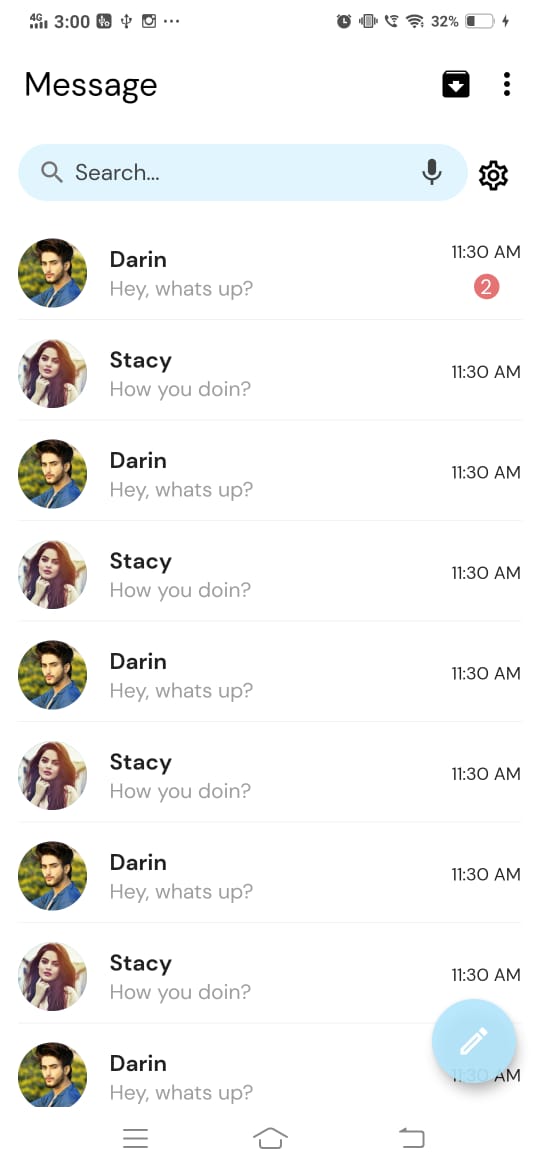 4G 3:00 32%
Message
Search...
Darin 11:30 AM
Hey, whats up? 2
Stacy 11:30 AM
How you doin?
Darin 11:30 AM
Hey, whats up?
Stacy 11:30 AM
How you doin?
Darin 11:30 AM
Hey, whats up?
Stacy 11:30 AM
How you doin?
Darin 11:30 AM
Hey, whats up?
Stacy 11:30 AM
How you doin?
Darin 11:30 AM
Hey, whats up?